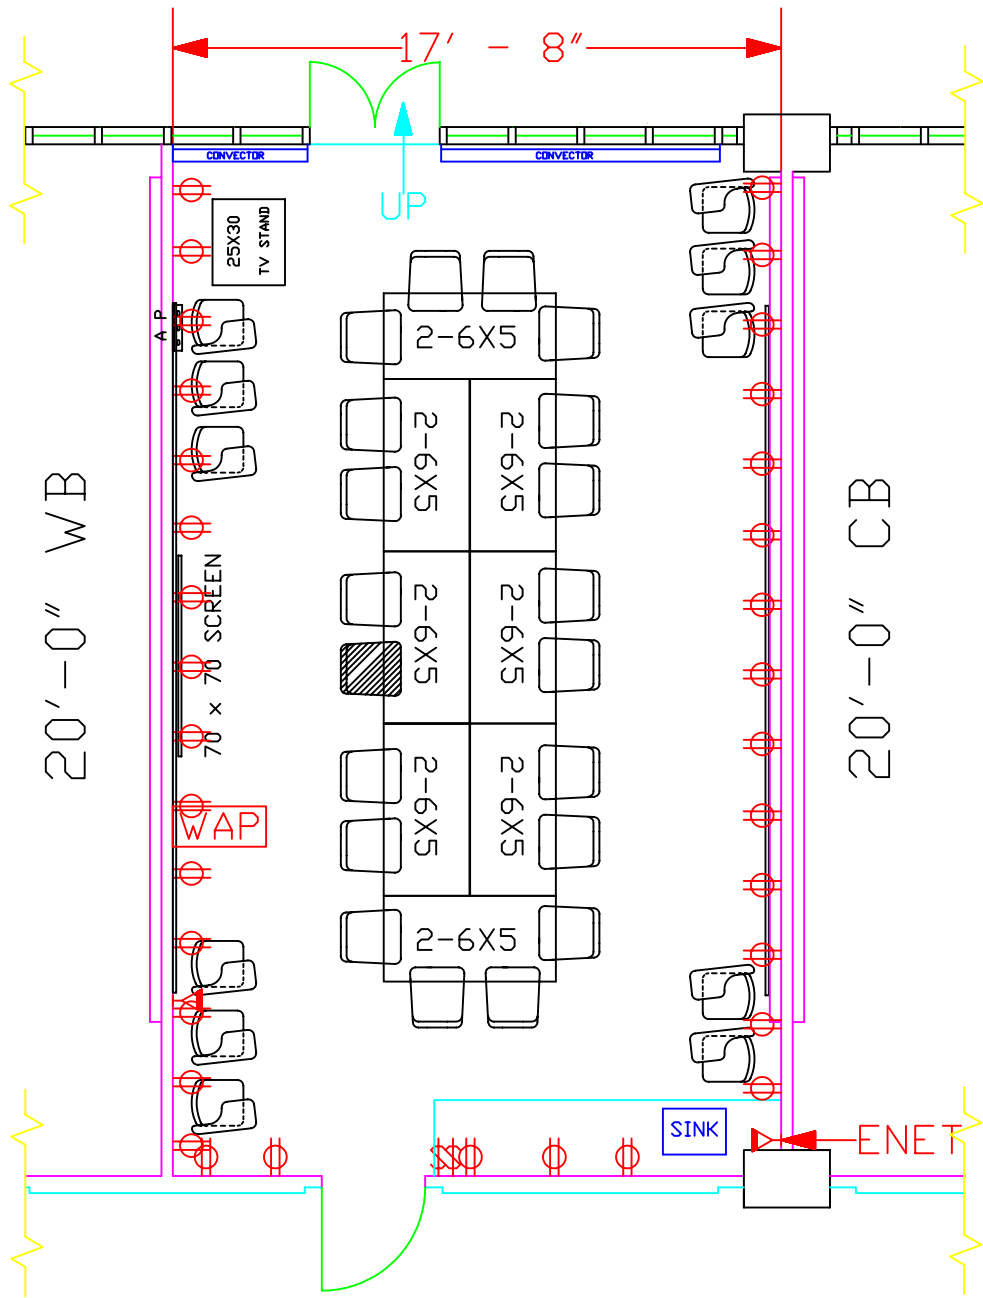 17' - 8"
CONVECTOR
CONVECTOR
UP
25X30
TV STAND
A P
2-6X5
2-6X5
2-6X5
20'-0" WB
20'-0" CB
70 x 70 SCREEN
2-6X5
2-6X5
2-6X5
2-6X5
WAP
2-6X5
SINK
ENET